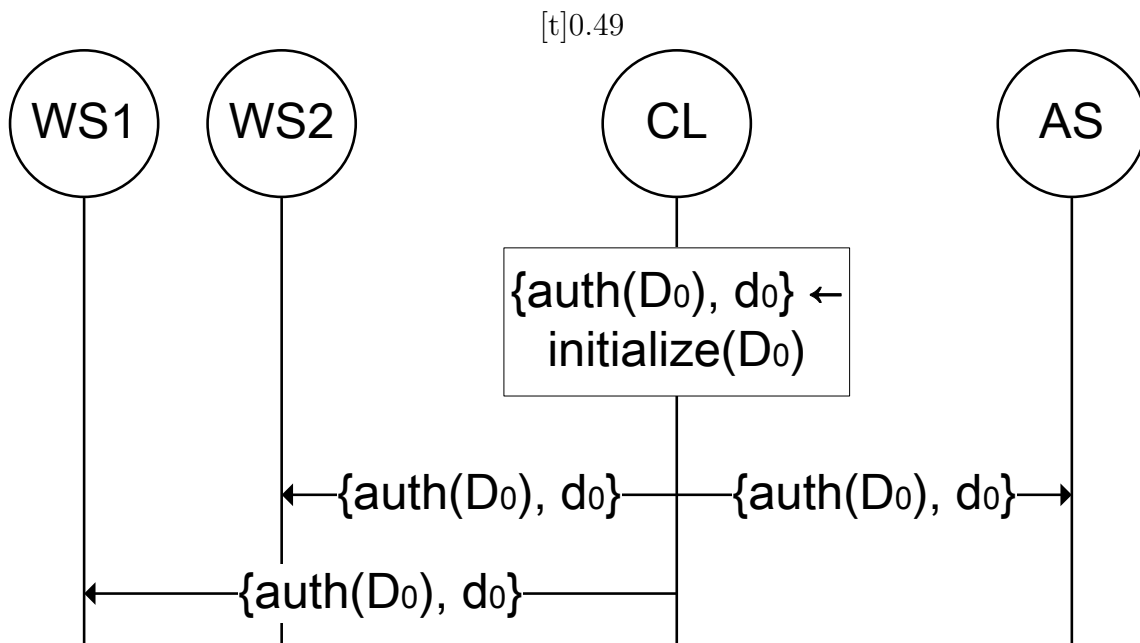 [t]0.49
WS1 WS2 CL AS
{auth(D₀), d₀} ←
initialize(D₀)
{auth(D₀), d₀} {auth(D₀), d₀}
{auth(D₀), d₀}